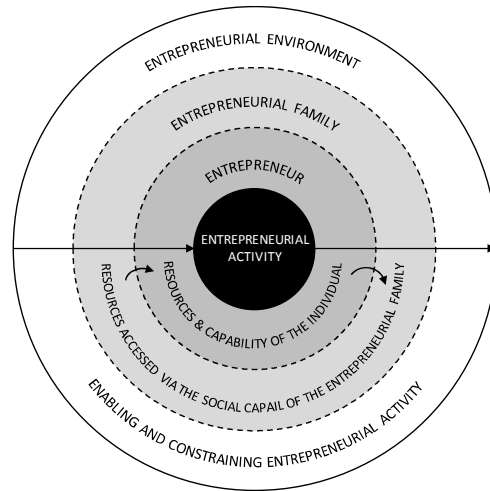 ENTREPRENEURIAL ENVIRONMENT
ENTREPRENEURIAL FAMILY
ENTREPRENEUR
ENTREPRENEURIAL
ACTIVITY
RESOURCES & CAPABILITY OF THE INDIVIDUAL
RESOURCES ACCESSED VIA THE SOCIAL CAPAIL OF THE ENTREPRENEURIAL FAMILY
ENABLING AND CONSTRAINING ENTREPRENEURIAL ACTIVITY